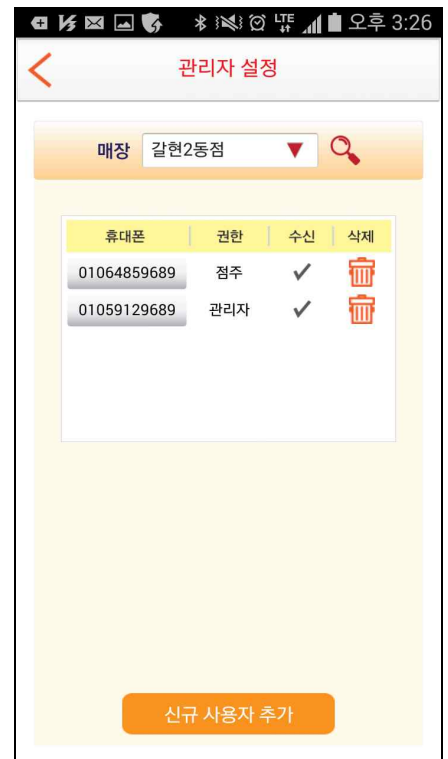 LTE 오후 3:26
관리자 설정
매장 갈현2동점
휴대폰 권한 수신 삭제
01064859689 점주
01059129689 관리자
신규 사용자 추가